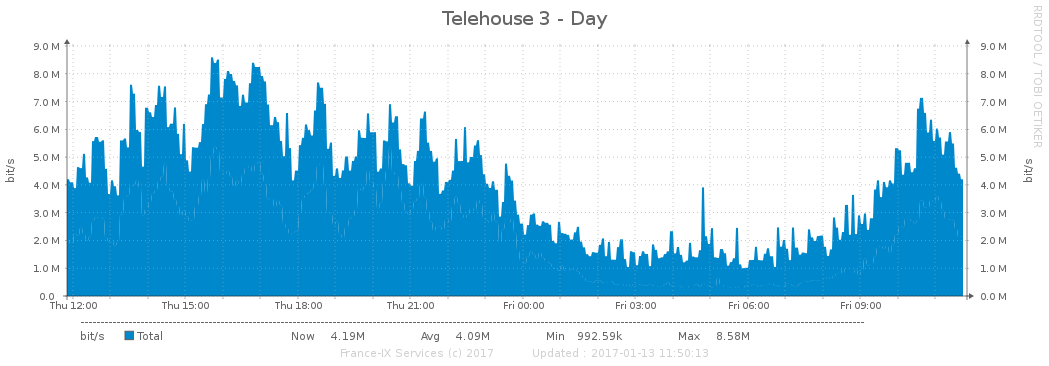 Telehouse 3 - Day
RRDTOOL / TOBI OETIKER
bit/s
9.0 M 9.0 M
8.0 M 8.0 M
7.0 M 7.0 M
6.0 M 6.0 M
5.0 M 5.0 M
4.0 M 4.0 M
3.0 M 3.0 M
2.0 M 2.0 M
1.0 M 1.0 M
0.0 0.0 M
bit/s
Thu 12:00 Thu 15:00 Thu 18:00 Thu 21:00 Fri 00:00 Fri 03:00 Fri 06:00 Fri 09:00
bit/s Total Now 4.19M Avg 4.09M Min 992.59k Max 8.58M
France-IX Services (c) 2017 Updated : 2017-01-13 11:50:13